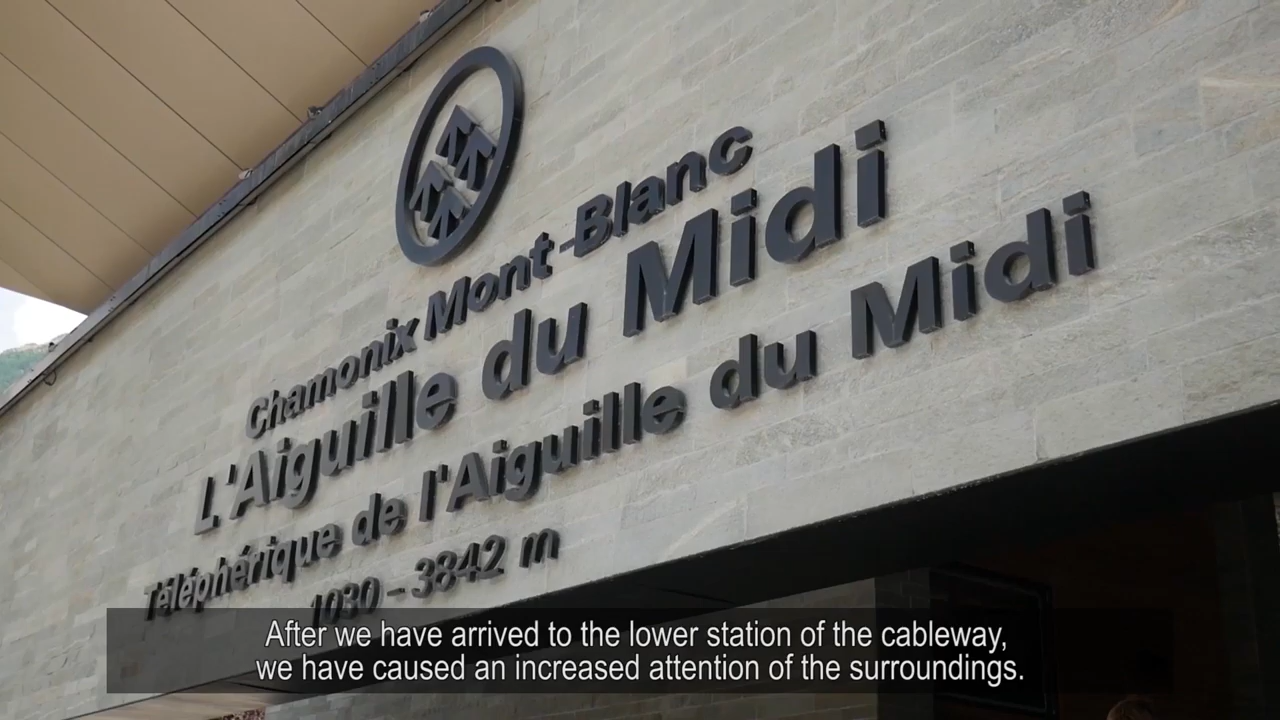 Chamonix Mont-Blanc
L'Aiguille du Midi
Téléphérique de l'Aiguille du Midi
1030 - 3842 m
After we have arrived to the lower station of the cableway,
we have caused an increased attention of the surroundings.